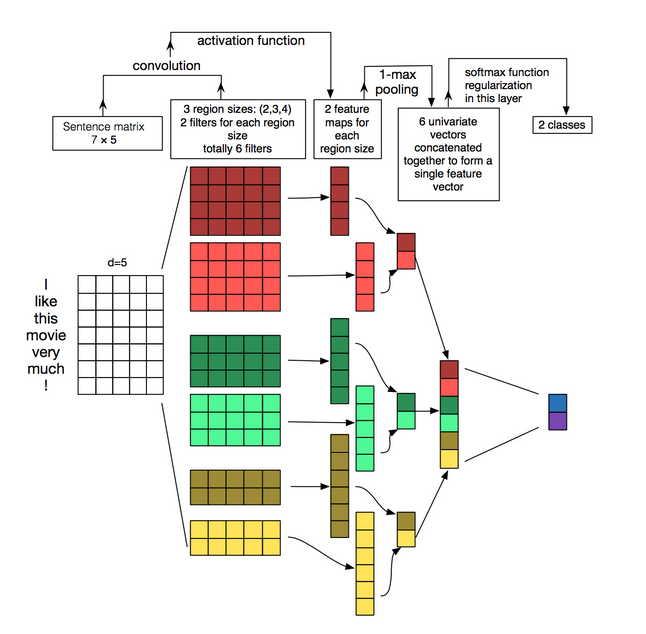 activation function
convolution
1-max
pooling
softmax function
regularization
in this layer
Sentence matrix
7 × 5
3 region sizes: (2,3,4)
2 filters for each region
size
totally 6 filters
2 feature
maps for
each
region size
6 univariate
vectors
concatenated
together to form a
single feature
vector
2 classes
d=5
I
like
this
movie
very
much
!